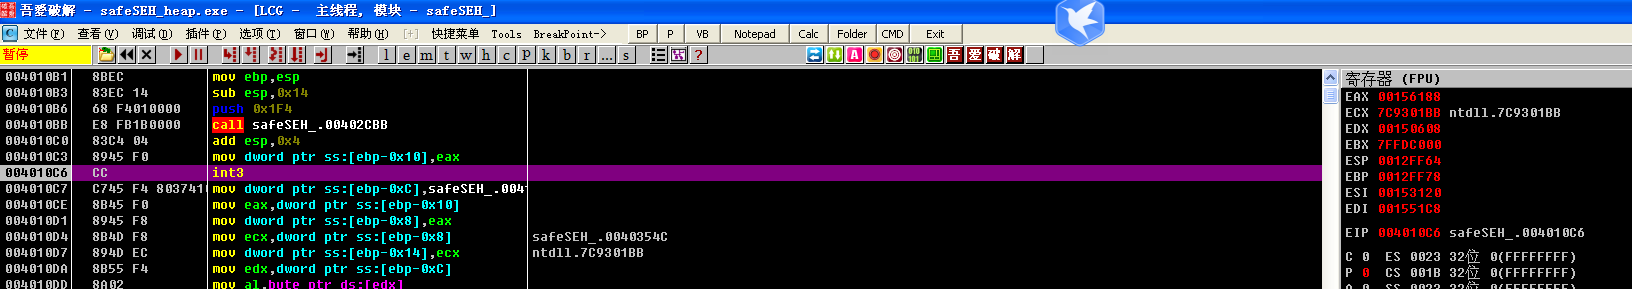 吾愛破解 - safeSEH_heap.exe - [LCG - 主线程, 模块 - safeSEH_]
C 文件(F) 查看(V) 调试(D) 插件(P) 选项(T) 窗口(W) 帮助(H) [+] 快捷菜单 Tools BreakPoint-> BP P VB Notepad Calc Folder CMD Exit
暂停 l e m t w h c p k b r ... s ? A 吾 爱 破 解
004010B1 8BEC mov ebp,esp
004010B3 83EC 14 sub esp,0x14
004010B6 68 F4010000 push 0x1F4
004010BB E8 FB1B0000 call safeSEH_.00402CBB
004010C0 83C4 04 add esp,0x4
004010C3 8945 F0 mov dword ptr ss:[ebp-0x10],eax
004010C6 CC int3
004010C7 C745 F4 8037410 mov dword ptr ss:[ebp-0xC],safeSEH_.004
004010CE 8B45 F0 mov eax,dword ptr ss:[ebp-0x10]
004010D1 8945 F8 mov dword ptr ss:[ebp-0x8],eax
004010D4 8B4D F8 mov ecx,dword ptr ss:[ebp-0x8] safeSEH_.0040354C
004010D7 894D EC mov dword ptr ss:[ebp-0x14],ecx ntdll.7C9301BB
004010DA 8B55 F4 mov edx,dword ptr ss:[ebp-0xC]
004010DD 8A02 mov al,byte ptr ds:[edx]
寄存器 (FPU)
EAX 00156188
ECX 7C9301BB ntdll.7C9301BB
EDX 00150608
EBX 7FFDC000
ESP 0012FF64
EBP 0012FF78
ESI 00153120
EDI 001551C8
EIP 004010C6 safeSEH_.004010C6
C 0 ES 0023 32位 0(FFFFFFFF)
P 0 CS 001B 32位 0(FFFFFFFF)
A 0 SS 0023 32位 0(FFFFFFFF)